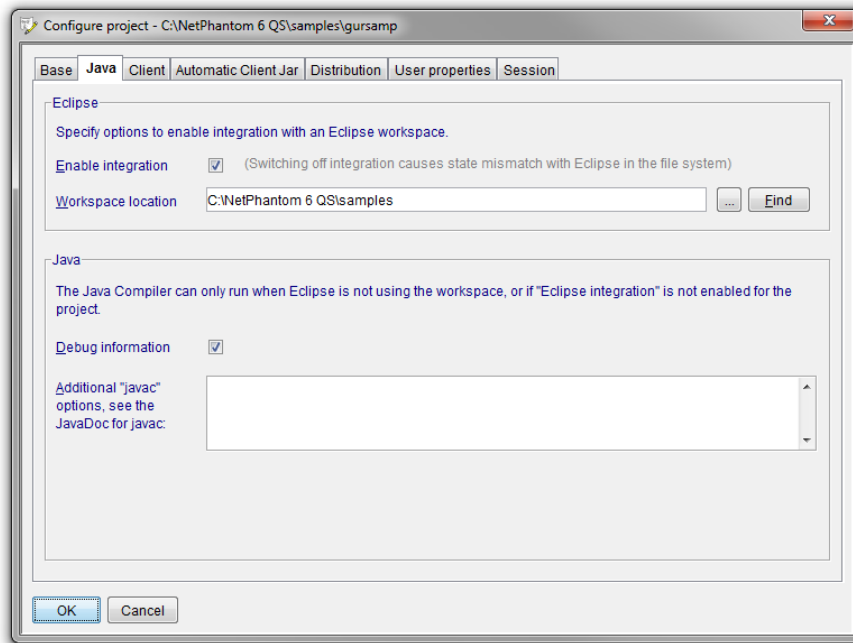 Configure project - C:\NetPhantom 6 QS\samples\gursamp
Base Java Client Automatic Client Jar Distribution User properties Session
Eclipse
Specify options to enable integration with an Eclipse workspace.
Enable integration (Switching off integration causes state mismatch with Eclipse in the file system)
Workspace location C:\NetPhantom 6 QS\samples ... Find
Java
The Java Compiler can only run when Eclipse is not using the workspace, or if "Eclipse integration" is not enabled for the
project.
Debug information
Additional "javac"
options, see the
JavaDoc for javac:
OK Cancel